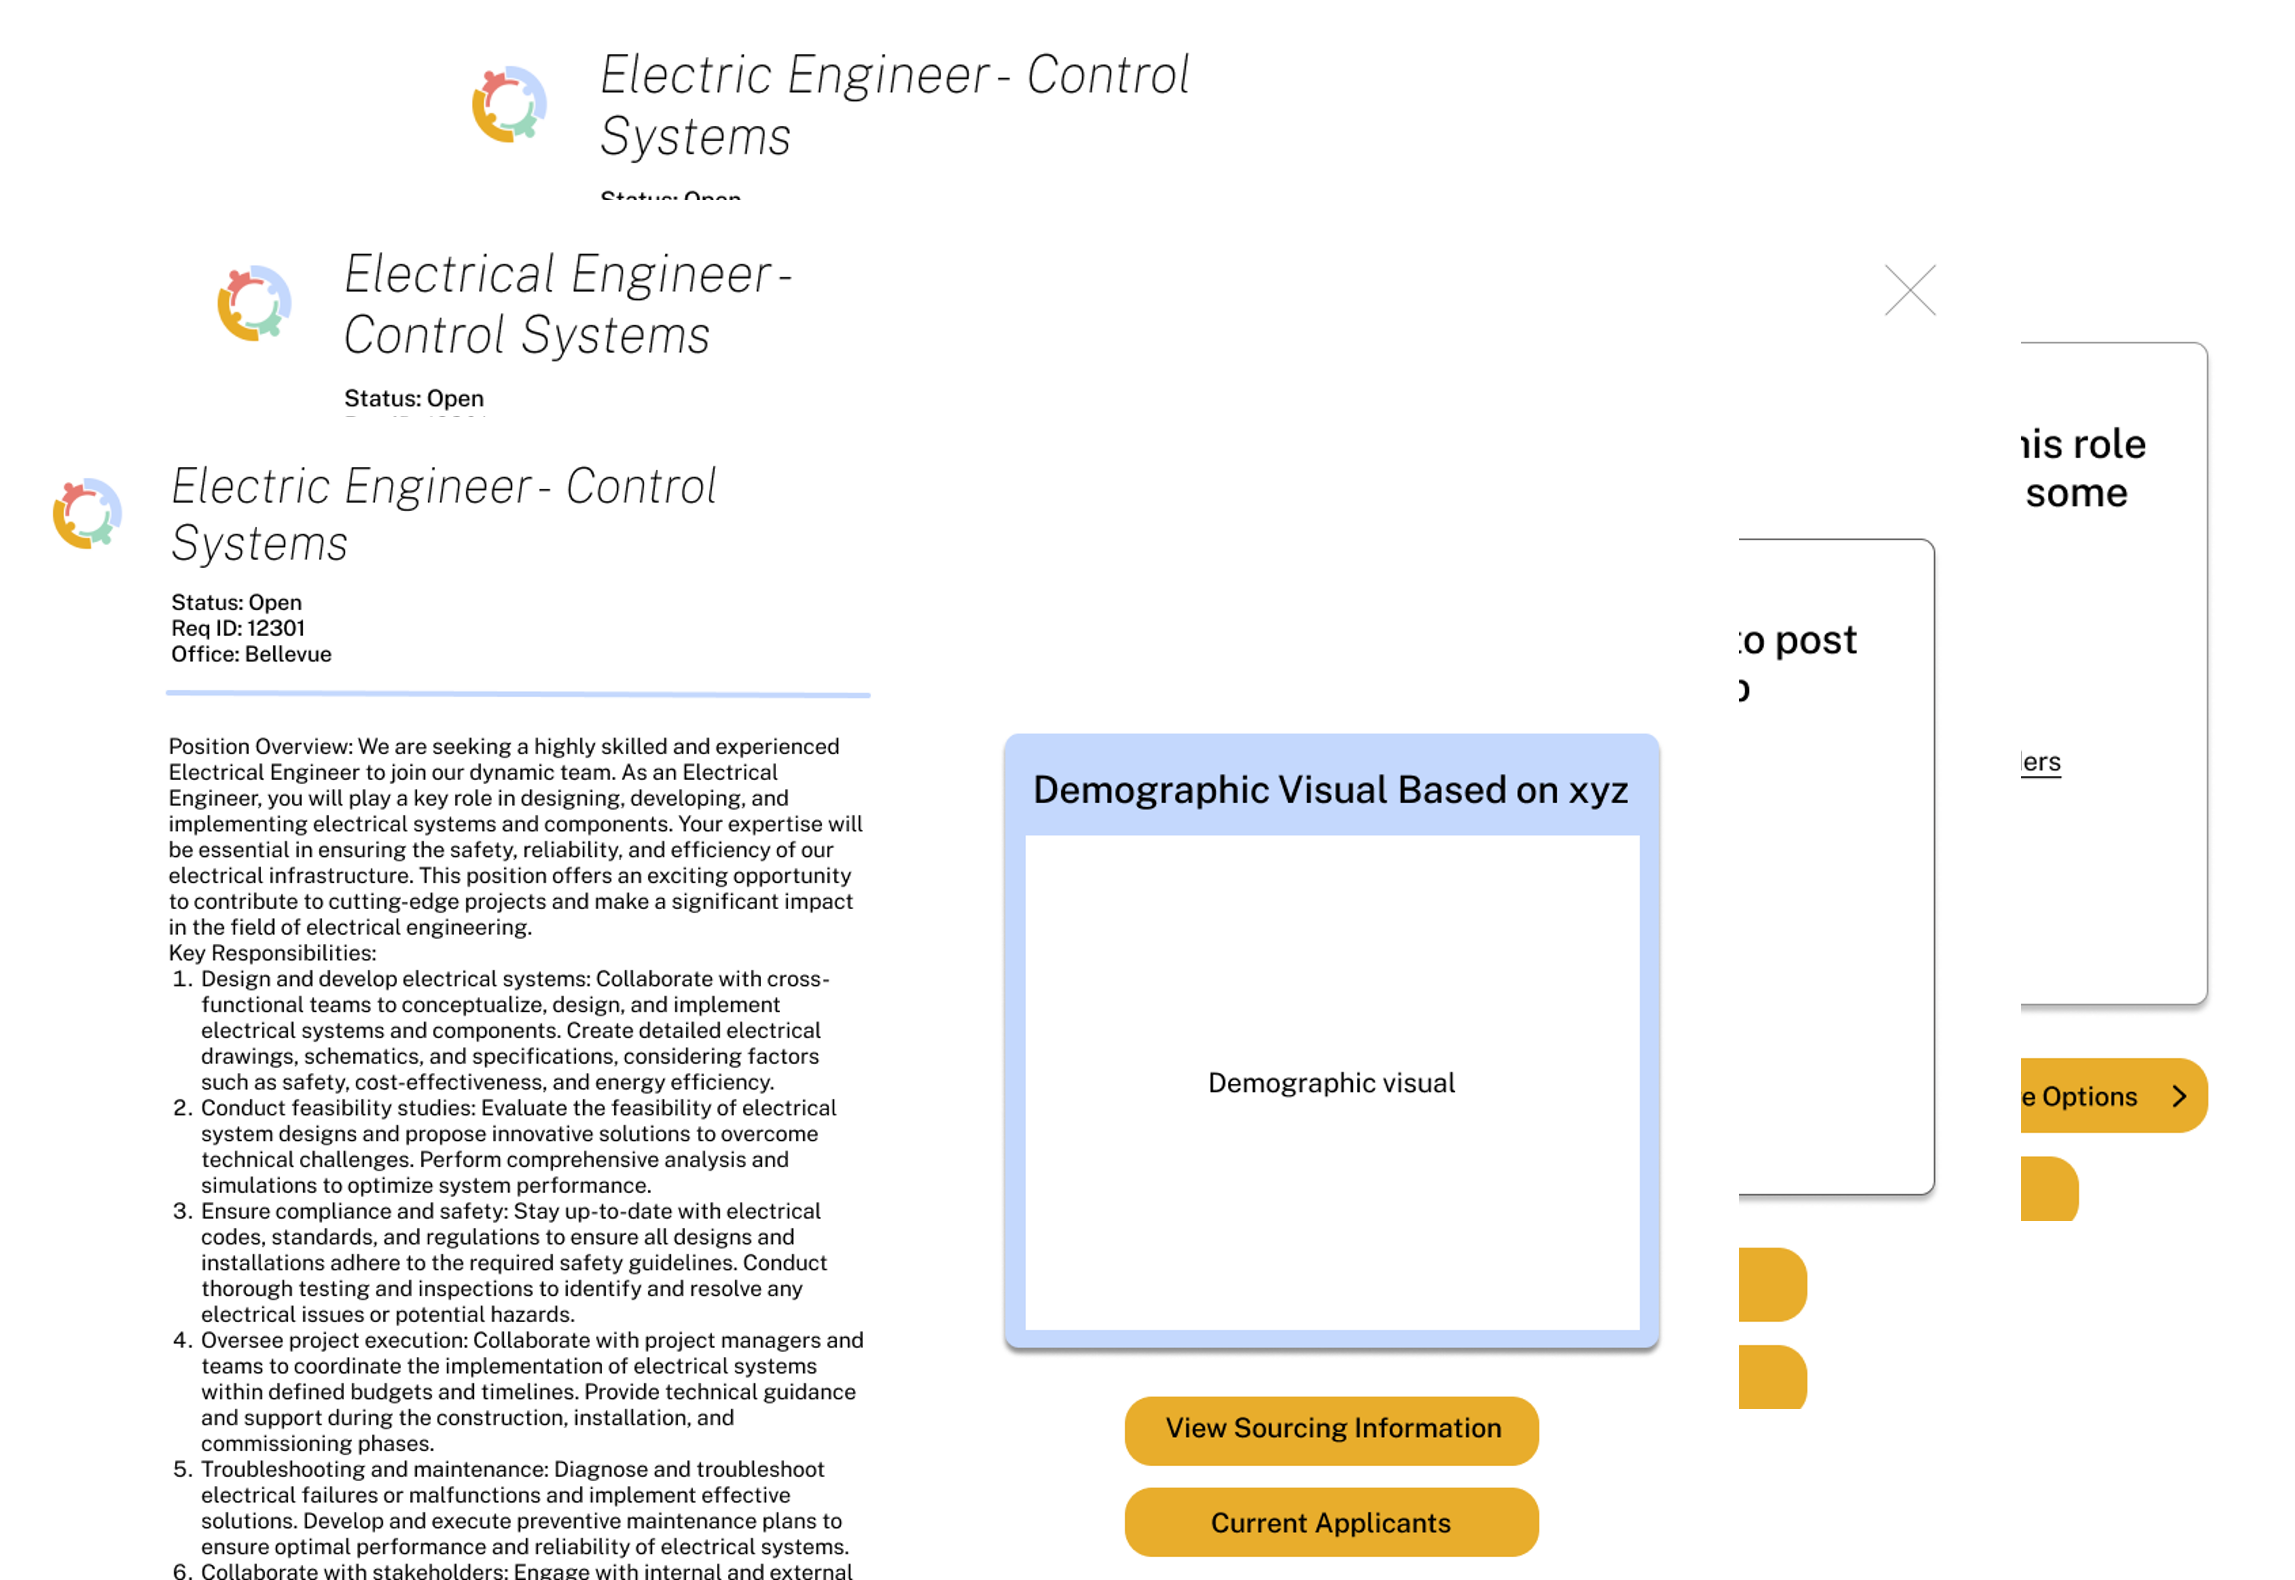 Electric Engineer- Control
Systems
Status: Open
Electrical Engineer-
Control Systems
Status: Open
Electric Engineer- Control
Systems
Status: Open
Req ID: 12301
Office: Bellevue
Position Overview: We are seeking a highly skilled and experienced
Electrical Engineer to join our dynamic team. As an Electrical
Engineer, you will play a key role in designing, developing, and
implementing electrical systems and components. Your expertise will
be essential in ensuring the safety, reliability, and efficiency of our
electrical infrastructure. This position offers an exciting opportunity
to contribute to cutting-edge projects and make a significant impact
in the field of electrical engineering.
Key Responsibilities:
1. Design and develop electrical systems: Collaborate with cross-
functional teams to conceptualize, design, and implement
electrical systems and components. Create detailed electrical
drawings, schematics, and specifications, considering factors
such as safety, cost-effectiveness, and energy efficiency.
2. Conduct feasibility studies: Evaluate the feasibility of electrical
system designs and propose innovative solutions to overcome
technical challenges. Perform comprehensive analysis and
simulations to optimize system performance.
3. Ensure compliance and safety: Stay up-to-date with electrical
codes, standards, and regulations to ensure all designs and
installations adhere to the required safety guidelines. Conduct
thorough testing and inspections to identify and resolve any
electrical issues or potential hazards.
4. Oversee project execution: Collaborate with project managers and
teams to coordinate the implementation of electrical systems
within defined budgets and timelines. Provide technical guidance
and support during the construction, installation, and
commissioning phases.
5. Troubleshooting and maintenance: Diagnose and troubleshoot
electrical failures or malfunctions and implement effective
solutions. Develop and execute preventive maintenance plans to
ensure optimal performance and reliability of electrical systems.
6. Collaborate with stakeholders: Engage with internal and external
Demographic Visual Based on xyz
Demographic visual
View Sourcing Information
Current Applicants
to post
his role
some
ers
e Options